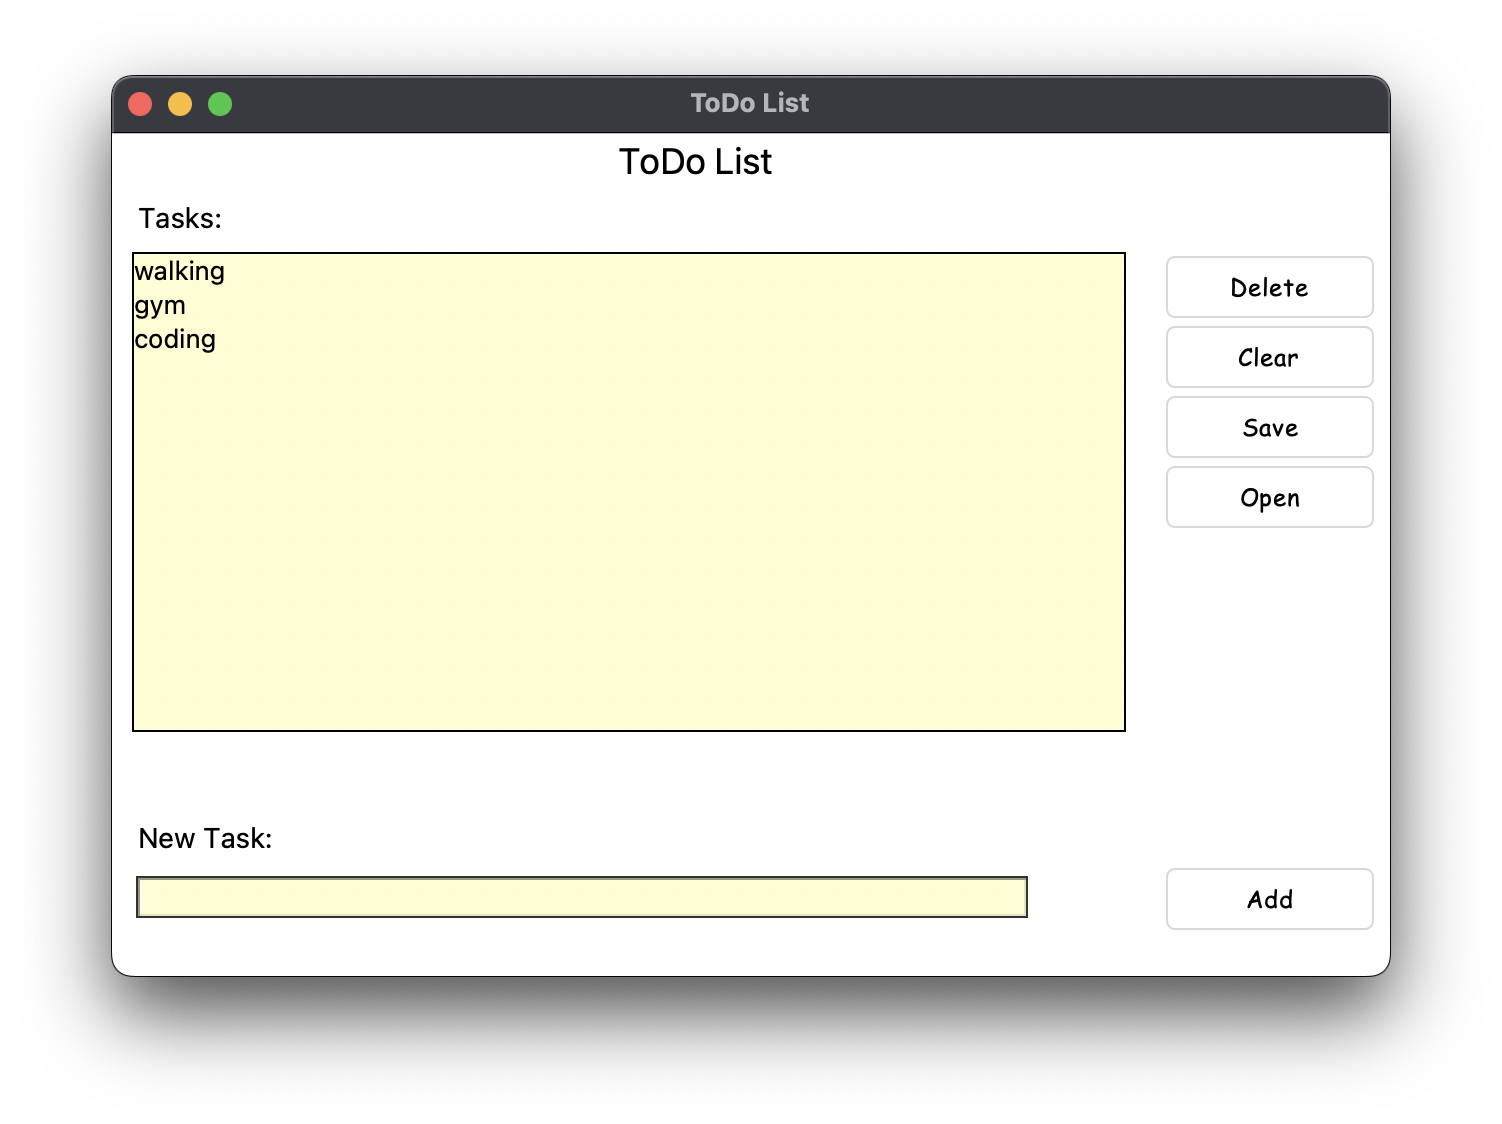 ToDo List
ToDo List
Tasks:
walking
gym
coding
Delete
Clear
Save
Open
New Task:
Add